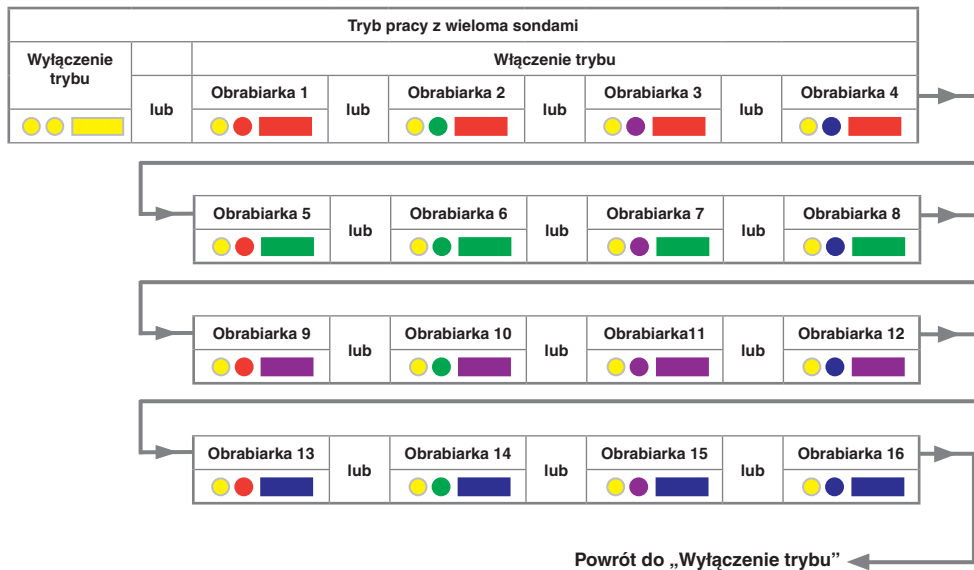 Tryb pracy z wieloma sondami
Wyłączenie trybu
Włączenie trybu
lub
Obrabiarka 1
lub
Obrabiarka 2
lub
Obrabiarka 3
lub
Obrabiarka 4
Obrabiarka 5
lub
Obrabiarka 6
lub
Obrabiarka 7
lub
Obrabiarka 8
Obrabiarka 9
lub
Obrabiarka 10
lub
Obrabiarka11
lub
Obrabiarka 12
Obrabiarka 13
lub
Obrabiarka 14
lub
Obrabiarka 15
lub
Obrabiarka 16
Powrót do „Wyłączenie trybu”